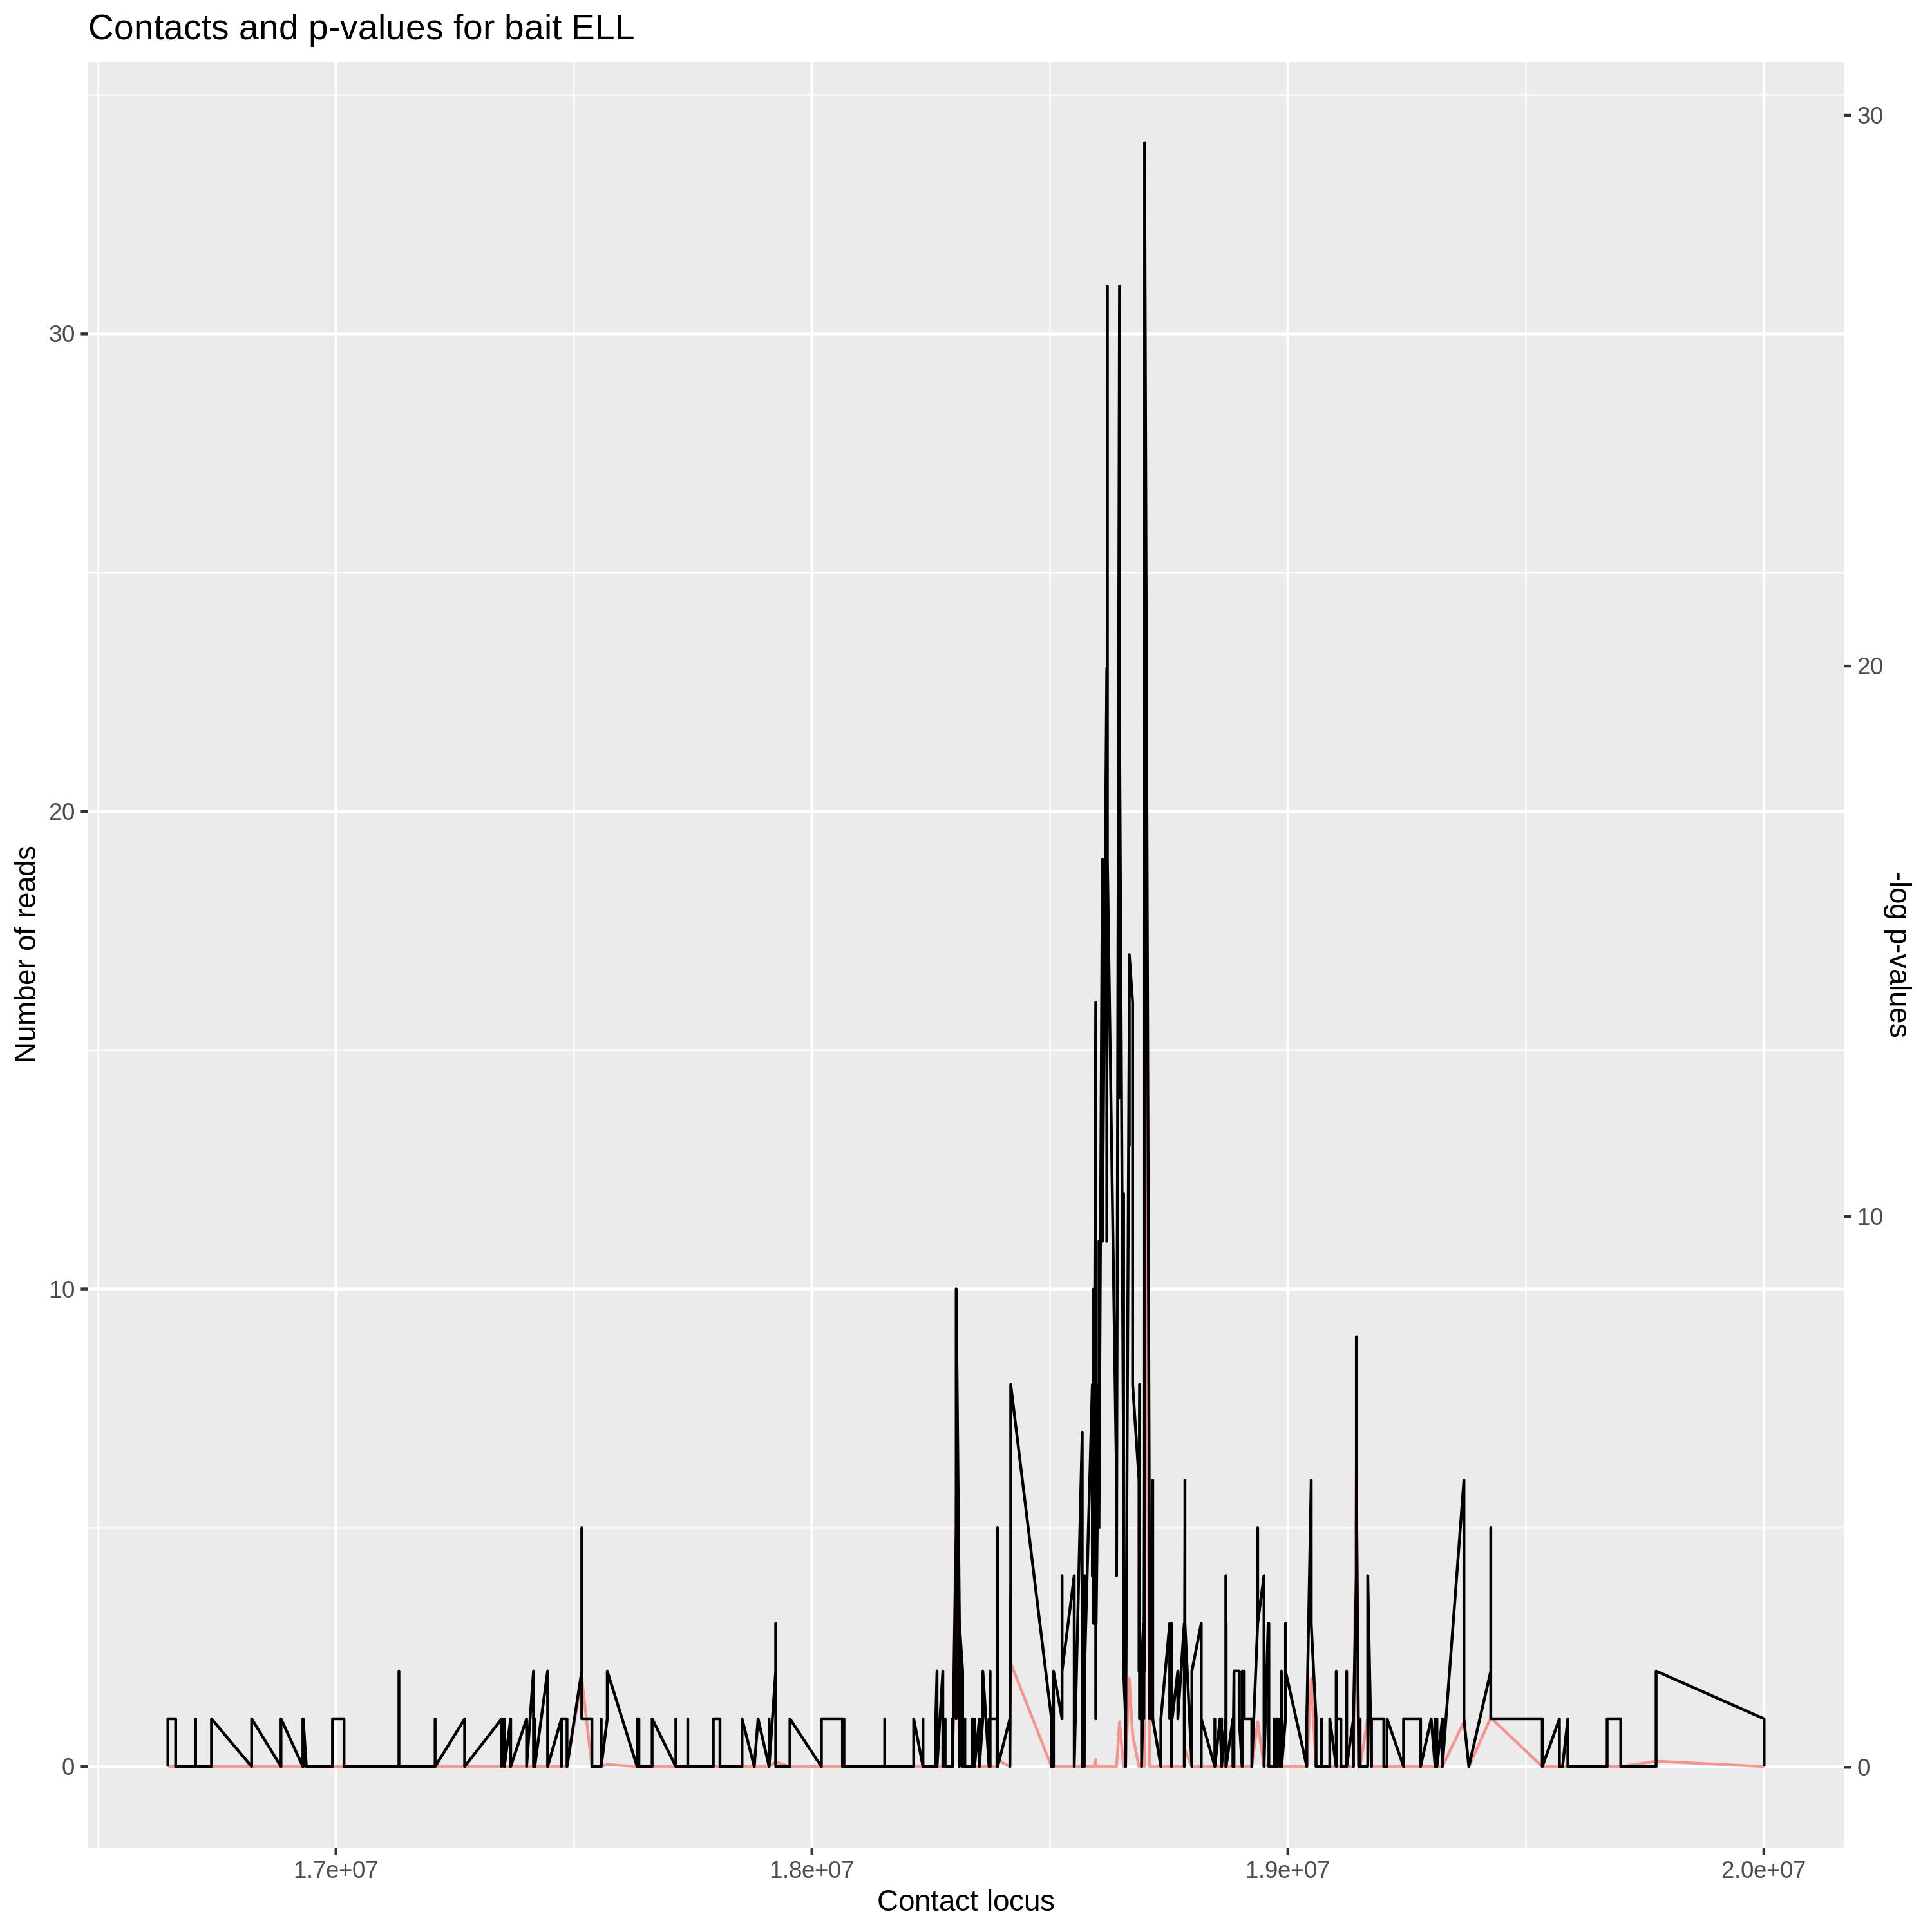 Contacts and p-values for bait ELL
30
20
10
0
Number of reads
30
20
10
0
-log p-values
1.7e+07
1.8e+07
1.9e+07
2.0e+07
Contact locus